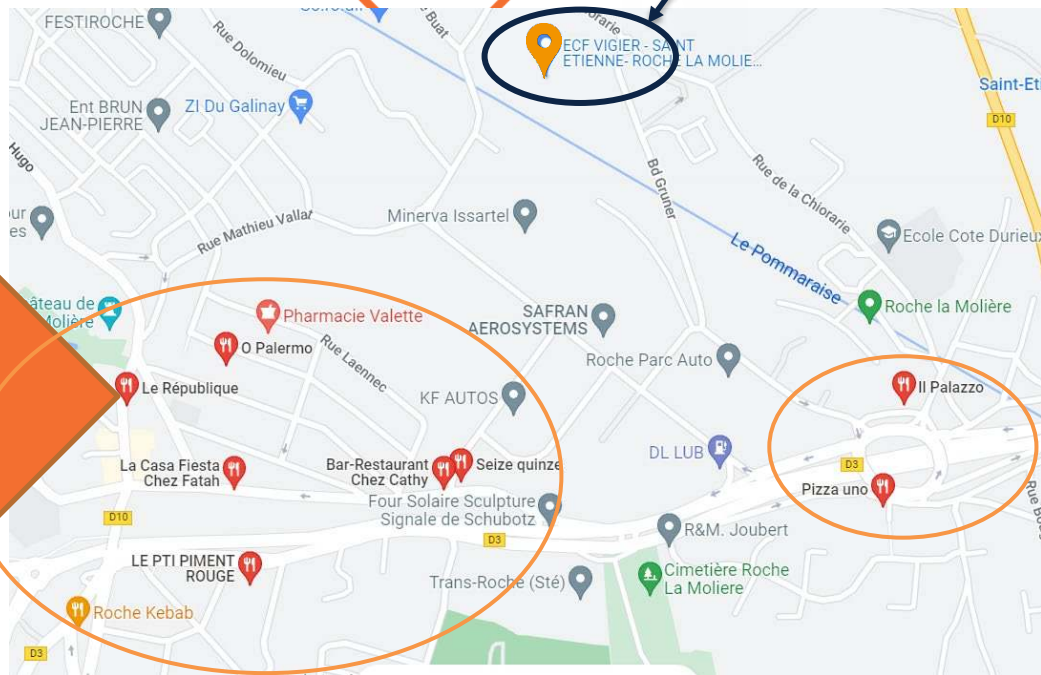 FESTIROCHE
Rue Dolomieu
Buat
ECF VIGIER - SAINT
ETIENNE- ROCHE LA MOLIE...
Saint-Eti
D10
Ent BRUN
JEAN-PIERRE
ZI Du Galinay
Hugo
Bd Gruner
Rue de la Chiorarie
Minerva Issartel
Rue Mathieu Vallat
Ecole Cote Durieux
Le Pommaraise
Roche la Molière
âteau de
Molière
Pharmacie Valette
SAFRAN
AEROSYSTEMS
O Palermo
Rue Laennec
Roche Parc Auto
Le République
KF AUTOS
Il Palazzo
La Casa Fiesta
Chez Fatah
Bar-Restaurant
Chez Cathy
Seize quinze
DL LUB
D3
Pizza uno
Four Solaire Sculpture
Signale de Schubotz
D10
D3
R&M. Joubert
LE PTI PIMENT
ROUGE
Trans-Roche (Sté)
Cimetière Roche
La Moliere
Roche Kebab
D3